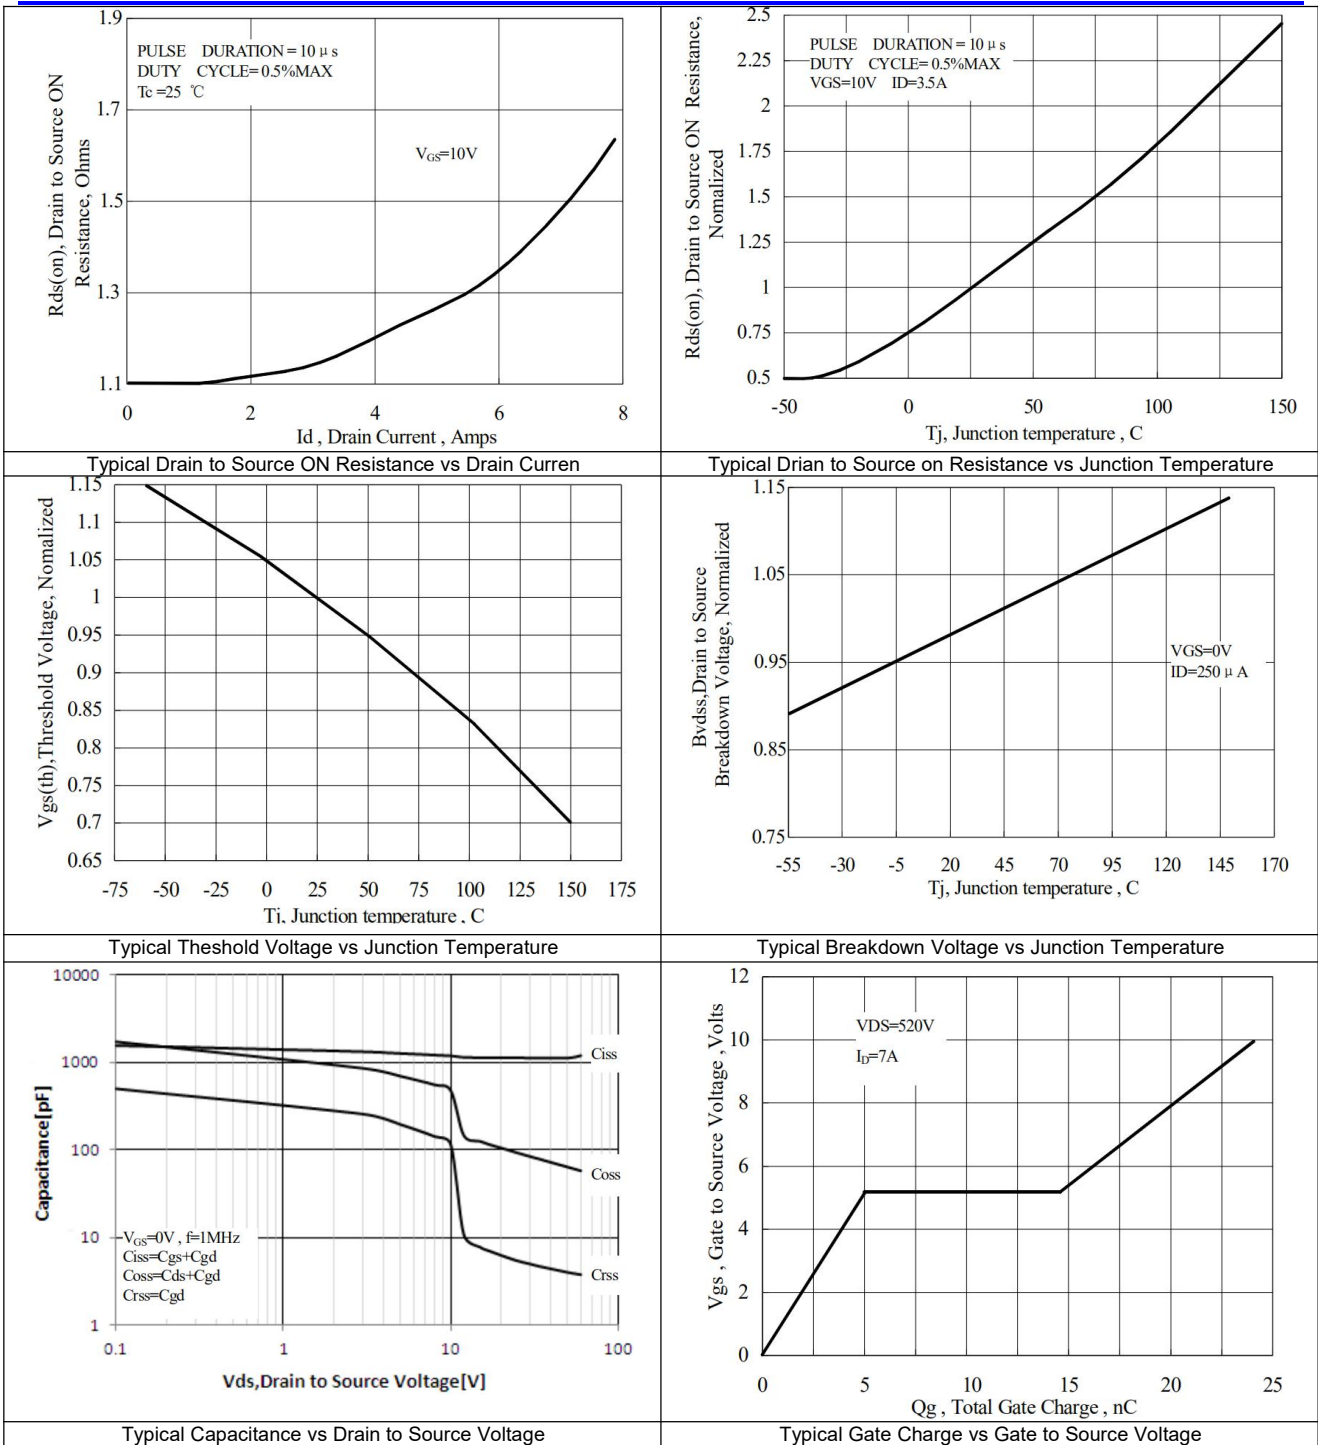 Rds(on), Drain to Source ON
Resistance, Ohms
1.9
1.7
1.5
1.3
1.1
PULSE DURATION = 10 μ s
DUTY CYCLE= 0.5%MAX
Tc =25 ℃
VGS=10V
0 2 4 6 8
Id , Drain Current , Amps
Typical Drain to Source ON Resistance vs Drain Curren
Rds(on), Drain to Source ON Resistance,
Nomalized
2.5
2.25
2
1.75
1.5
1.25
1
0.75
0.5
PULSE DURATION = 10 μ s
DUTY CYCLE= 0.5%MAX
VGS=10V ID=3.5A
-50 0 50 100 150
Tj, Junction temperature , C
Typical Drian to Source on Resistance vs Junction Temperature
Vgs(th),Threshold Voltage, Nomalized
1.15
1.1
1.05
1
0.95
0.9
0.85
0.8
0.75
0.7
0.65
-75 -50 -25 0 25 50 75 100 125 150 175
Tj, Junction temperature , C
Typical Theshold Voltage vs Junction Temperature
Bvdss,Drain to Source
Breakdown Voltage, Normalized
1.15
1.05
0.95
0.85
0.75
VGS=0V
ID=250 μ A
-55 -30 -5 20 45 70 95 120 145 170
Tj, Junction temperature , C
Typical Breakdown Voltage vs Junction Temperature
Capacitance[pF]
10000
1000
100
10
1
Ciss
Coss
Crss
VGS=0V , f=1MHz
Ciss=Cgs+Cgd
Coss=Cds+Cgd
Crss=Cgd
0.1 1 10 100
Vds,Drain to Source Voltage[V]
Typical Capacitance vs Drain to Source Voltage
Vgs , Gate to Source Voltage ,Volts
12
10
8
6
4
2
0
VDS=520V
ID=7A
0 5 10 15 20 25
Qg , Total Gate Charge , nC
Typical Gate Charge vs Gate to Source Voltage